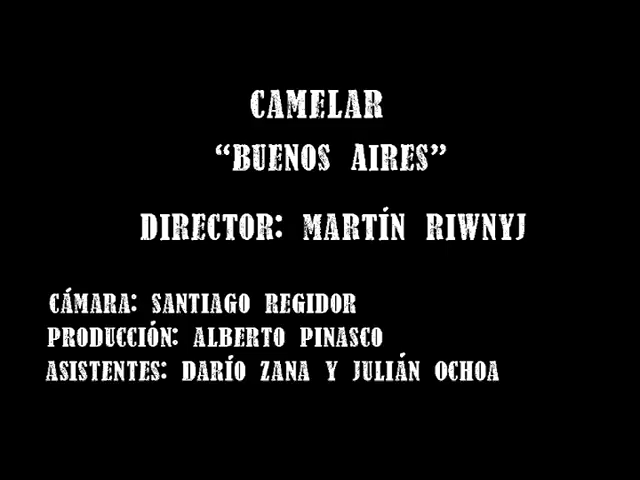 CAMELAR
“BUENOS AIRES”
DIRECTOR: MARTÍN RIWNYJ
CÁMARA: SANTIAGO REGIDOR
PRODUCCIÓN: ALBERTO PINASCO
ASISTENTES: DARÍO ZANA Y JULIÁN OCHOA